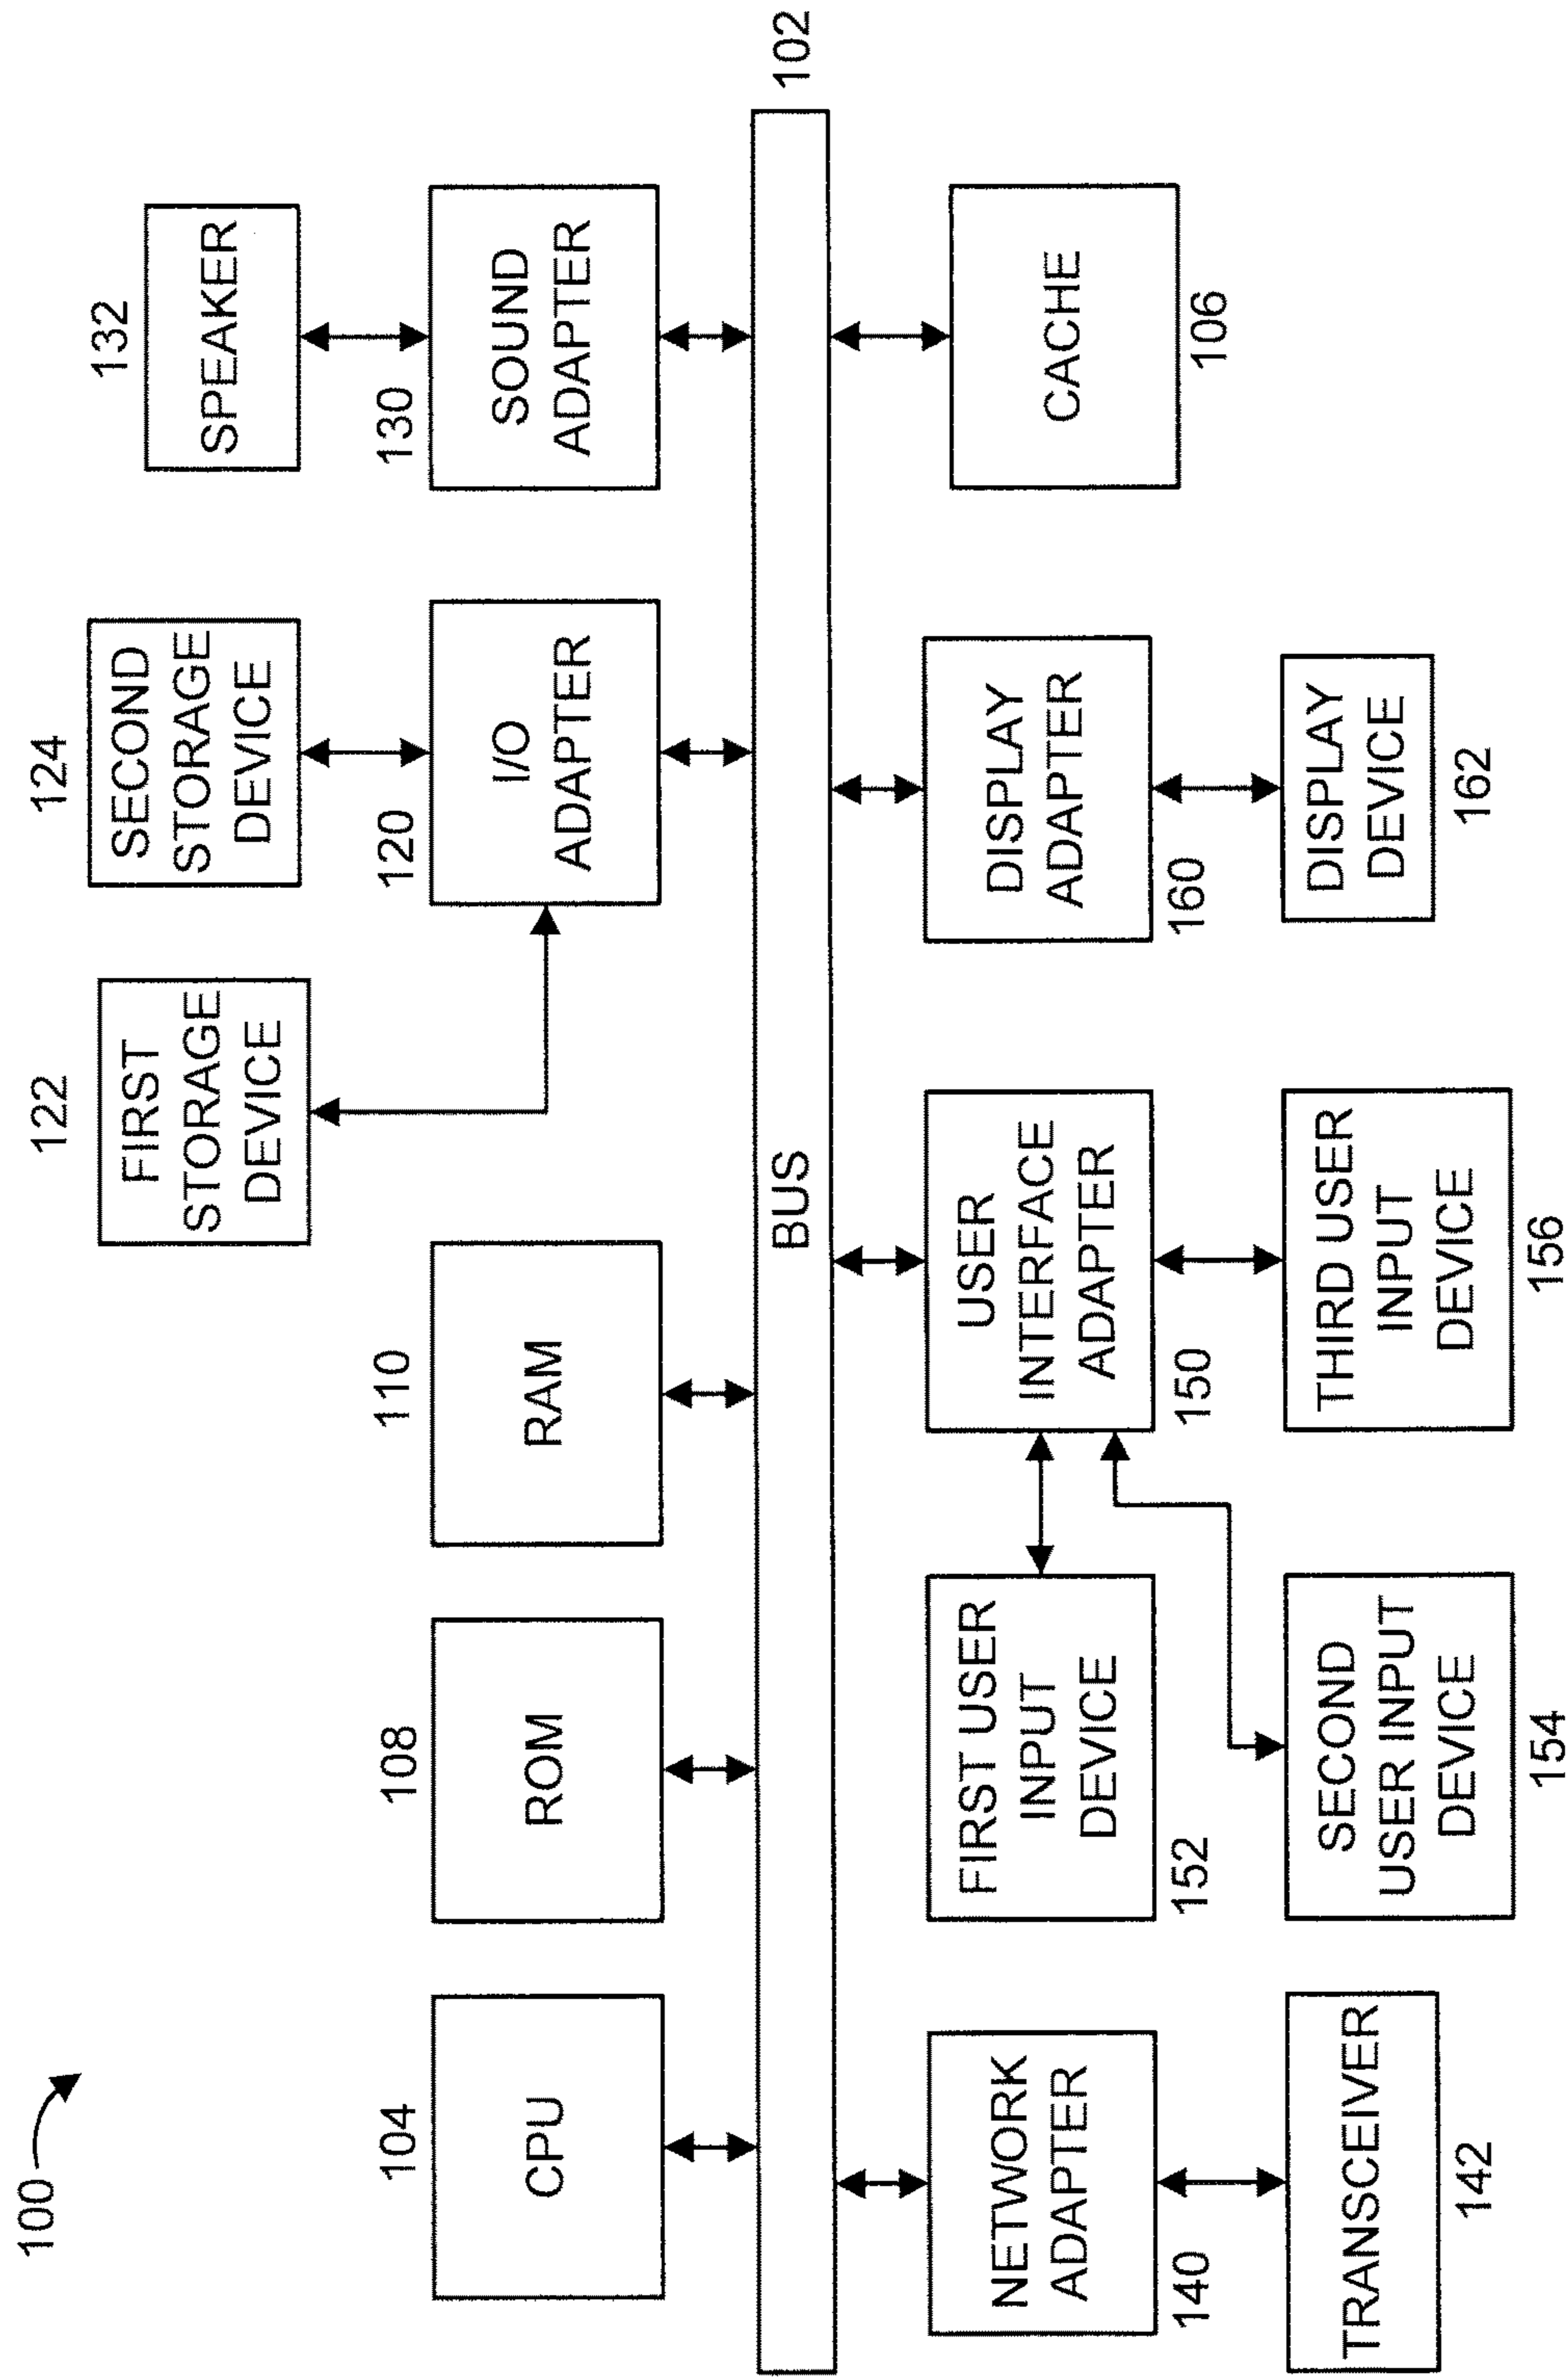 100
122
FIRST
STORAGE
DEVICE
124
SECOND
STORAGE
DEVICE
132
SPEAKER
104
CPU
108
ROM
110
RAM
120
I/O
ADAPTER
130
SOUND
ADAPTER
BUS
102
NETWORK
ADAPTER
140
FIRST USER
INPUT
DEVICE
152
USER
INTERFACE
ADAPTER
150
DISPLAY
ADAPTER
160
CACHE
106
TRANSCEIVER
142
SECOND
USER INPUT
DEVICE
154
THIRD USER
INPUT
DEVICE
156
DISPLAY
DEVICE
162